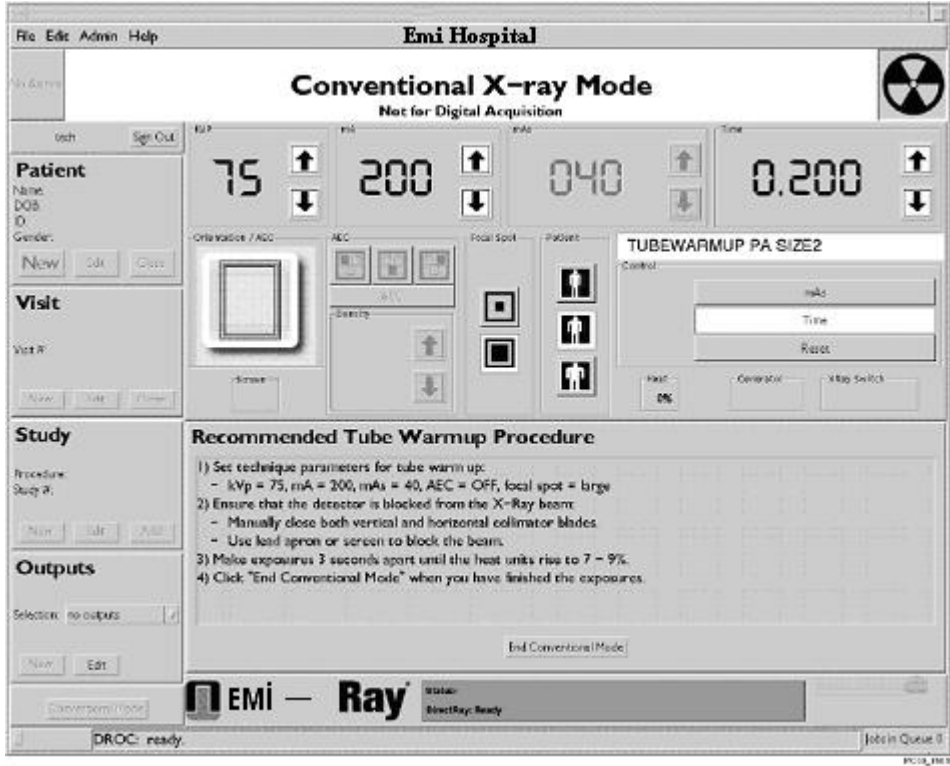 File Edit Admin Help
Emi Hospital
No Exams
Conventional X-ray Mode
Not for Digital Acquisition
tech Sign Out
kVP mA mAs Time
75 200 040 0.200
Patient
Name:
DOB:
ID:
Gender:
New Edit Close
Visit
Visit #:
New Edit Close
Study
Procedure:
Study #:
New Edit Add
Outputs
Selection: no outputs
New Edit
Conventional Mode
Orientation / AEC
AEC
Focal Spot
Patient
Density
Screen
TUBEWARMUP PA SIZE2
Control
mAs
Time
Reset
Heat Generator XRay Switch
0%
Recommended Tube Warmup Procedure
1) Set technique parameters for tube warm up:
- kVp = 75, mA = 200, mAs = 40, AEC = OFF, focal spot = large
2) Ensure that the detector is blocked from the X-Ray beam:
- Manually close both vertical and horizontal collimator blades.
- Use lead apron or screen to block the beam.
3) Make exposures 3 seconds apart until the heat units rise to 7 - 9%.
4) Click "End Conventional Mode" when you have finished the exposures.
End Conventional Mode
EMi — Ray
Status:
DirectRay: Ready
DROC: ready.
Jobs in Queue 0